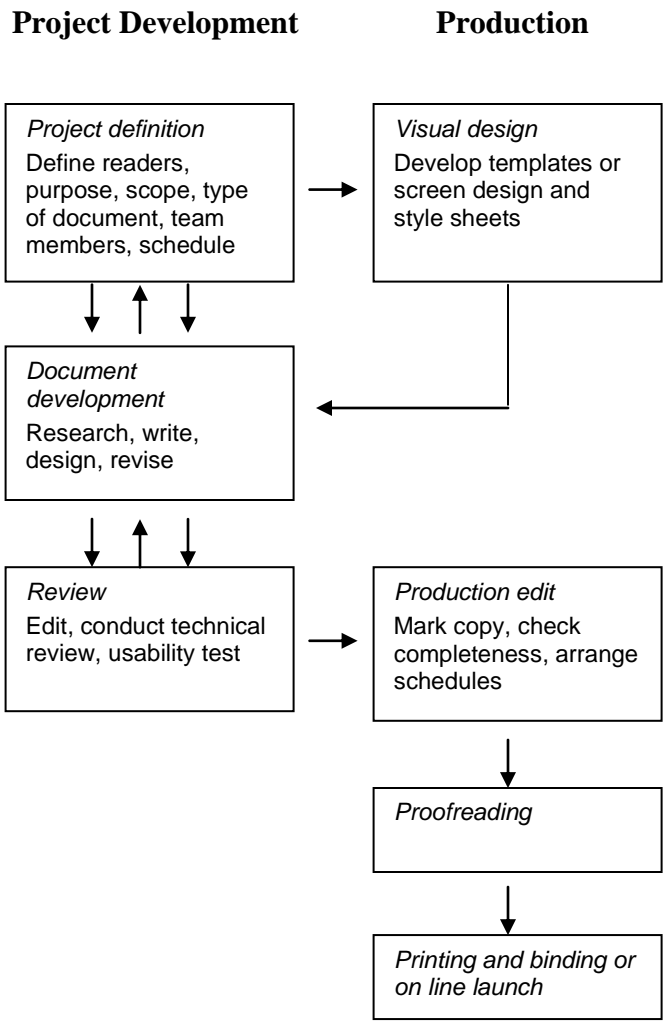 Project Development
Production
Project definition
Define readers,
purpose, scope, type
of document, team
members, schedule
Visual design
Develop templates or
screen design and
style sheets
Document
development
Research, write,
design, revise
Review
Edit, conduct technical
review, usability test
Production edit
Mark copy, check
completeness, arrange
schedules
Proofreading
Printing and binding or
on line launch